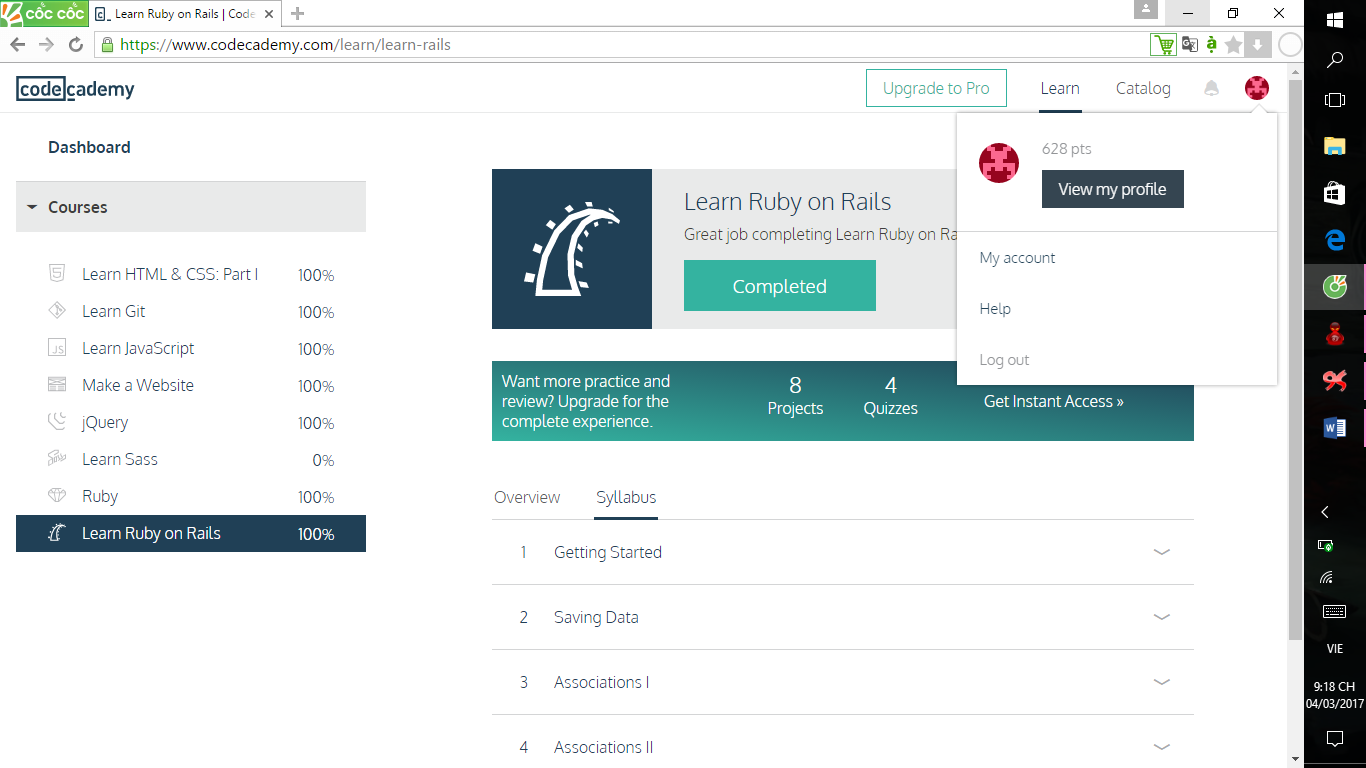 CỐC CỐC
Learn Ruby on Rails | Code
https://www.codecademy.com/learn/learn-rails
codecademy
Upgrade to Pro
Learn
Catalog
Dashboard
Courses
Learn HTML & CSS: Part I 100%
Learn Git 100%
Learn JavaScript 100%
Make a Website 100%
jQuery 100%
Learn Sass 0%
Ruby 100%
Learn Ruby on Rails 100%
Learn Ruby on Rails
Great job completing Learn Ruby on Ra
Completed
628 pts
View my profile
My account
Help
Log out
Want more practice and
review? Upgrade for the
complete experience.
8
Projects
4
Quizzes
Get Instant Access »
Overview
Syllabus
1 Getting Started
2 Saving Data
3 Associations I
4 Associations II
VIE
9:18 CH
04/03/2017